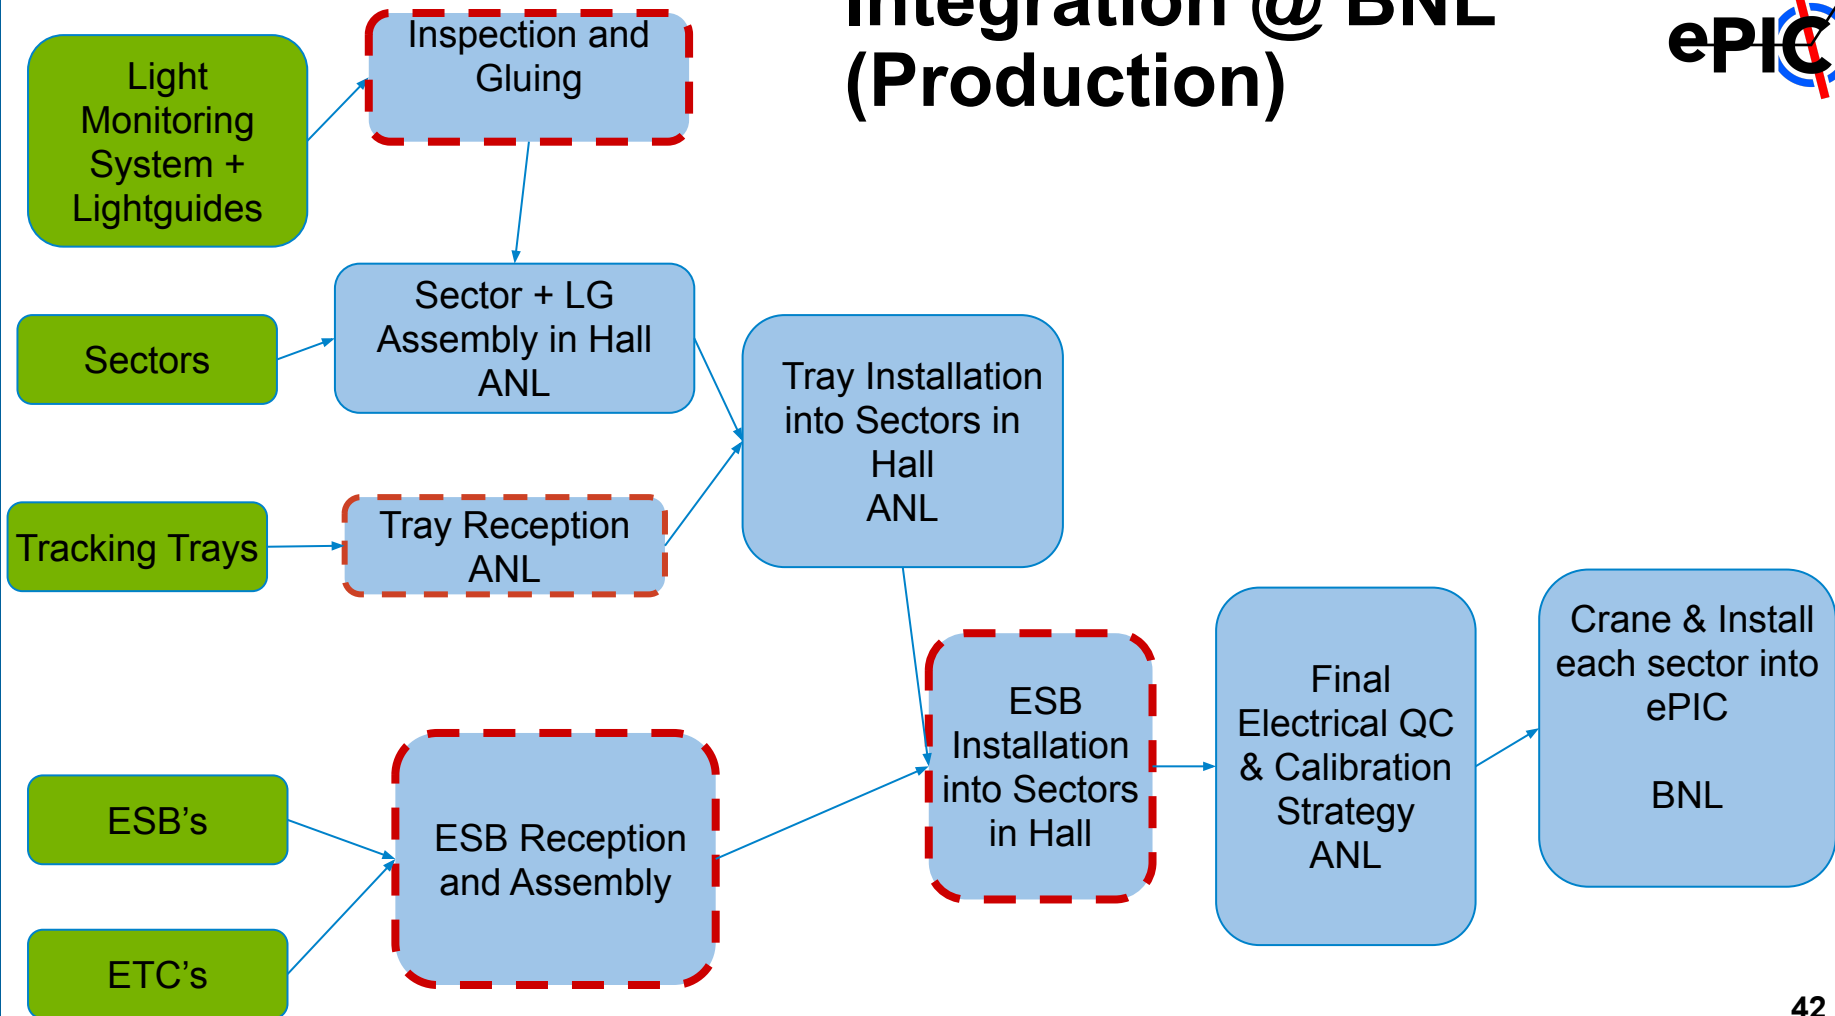 Integration @ BNL
(Production)
ePIC
Inspection and
Gluing
Light
Monitoring
System +
Lightguides
Sector + LG
Assembly in Hall
ANL
Sectors
Tray Installation
into Sectors in
Hall
ANL
Tray Reception
ANL
Tracking Trays
Crane & Install
each sector into
ePIC
BNL
Final
Electrical QC
& Calibration
Strategy
ANL
ESB
Installation
into Sectors
in Hall
ESB's
ESB Reception
and Assembly
ETC's
42